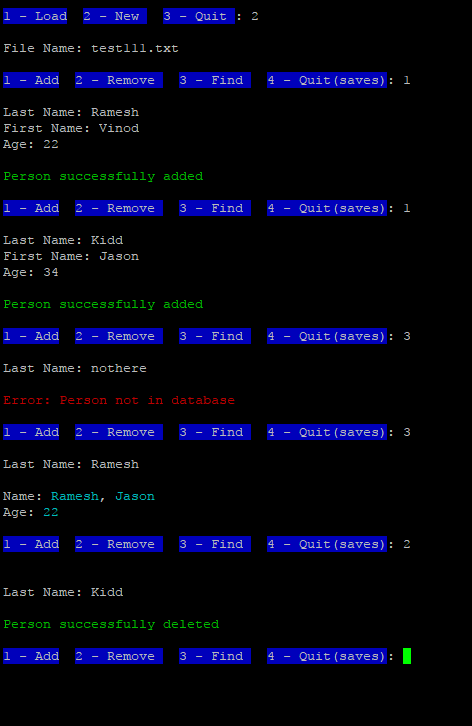 1 - Load  2 - New  3 - Quit : 2
File Name: test111.txt
1 - Add  2 - Remove  3 - Find  4 - Quit(saves): 1
Last Name: Ramesh
First Name: Vinod
Age: 22
Person successfully added
1 - Add  2 - Remove  3 - Find  4 - Quit(saves): 1
Last Name: Kidd
First Name: Jason
Age: 34
Person successfully added
1 - Add  2 - Remove  3 - Find  4 - Quit(saves): 3
Last Name: nothere
Error: Person not in database
1 - Add  2 - Remove  3 - Find  4 - Quit(saves): 3
Last Name: Ramesh
Name: Ramesh, Jason
Age: 22
1 - Add  2 - Remove  3 - Find  4 - Quit(saves): 2
Last Name: Kidd
Person successfully deleted
1 - Add  2 - Remove  3 - Find  4 - Quit(saves):